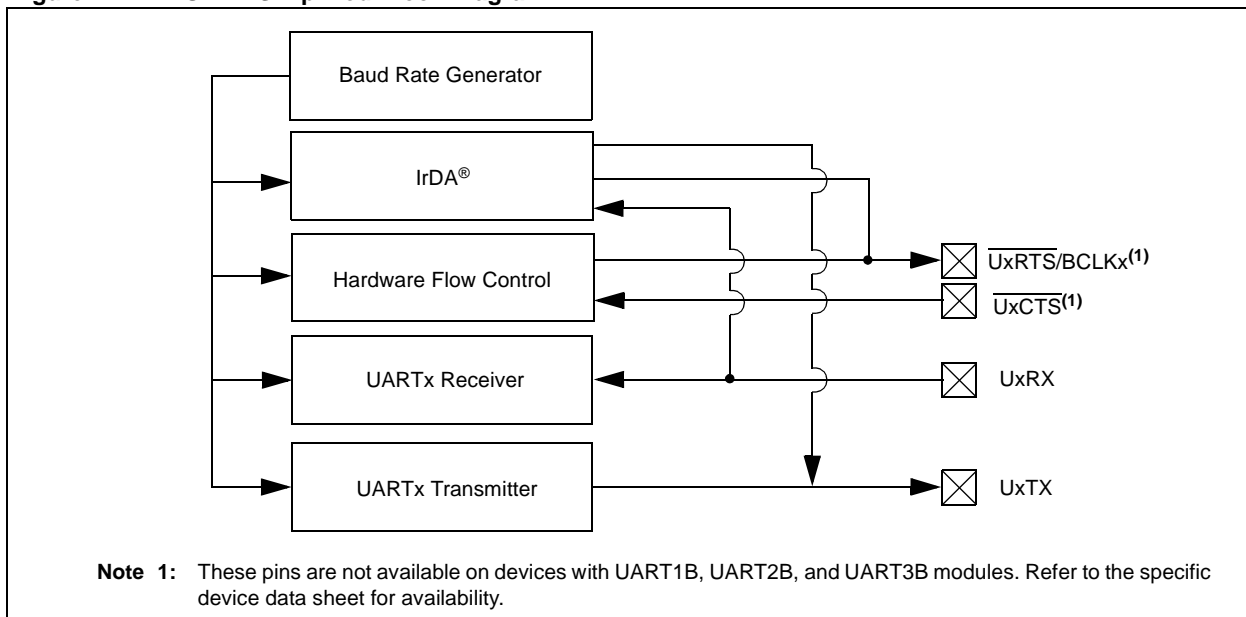 Baud Rate Generator
IrDA®
Hardware Flow Control
UxRTS/BCLKx(1)
UxCTS(1)
UARTx Receiver
UxRX
UARTx Transmitter
UxTX
Note 1: These pins are not available on devices with UART1B, UART2B, and UART3B modules. Refer to the specific
device data sheet for availability.